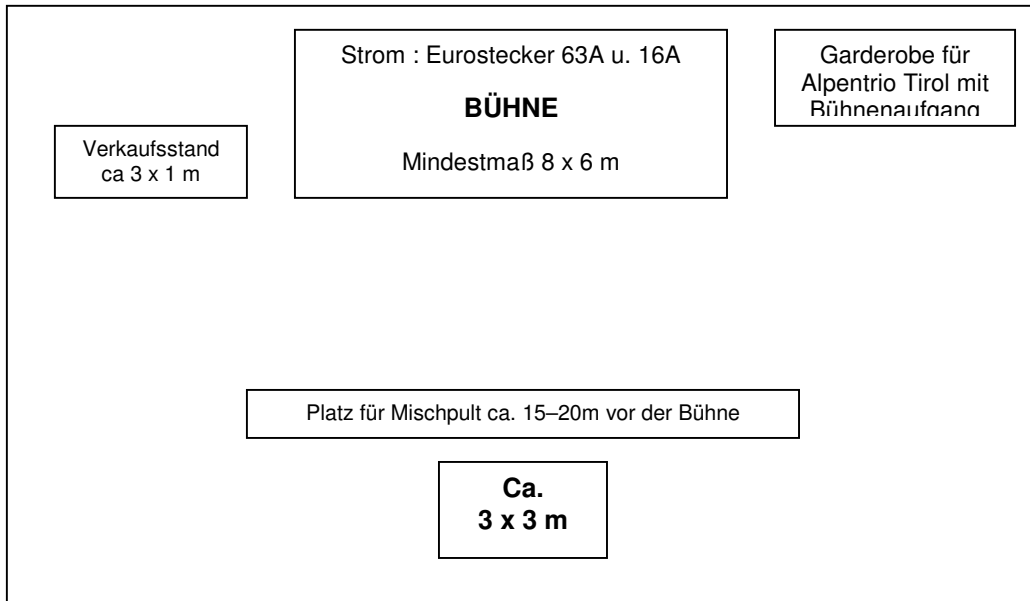 Strom : Eurostecker 63A u. 16A
BÜHNE
Mindestmaß 8 x 6 m
Garderobe für
Alpentrio Tirol mit
Bühnenaufgang
Verkaufsstand
ca 3 x 1 m
Platz für Mischpult ca. 15–20m vor der Bühne
Ca.
3 x 3 m